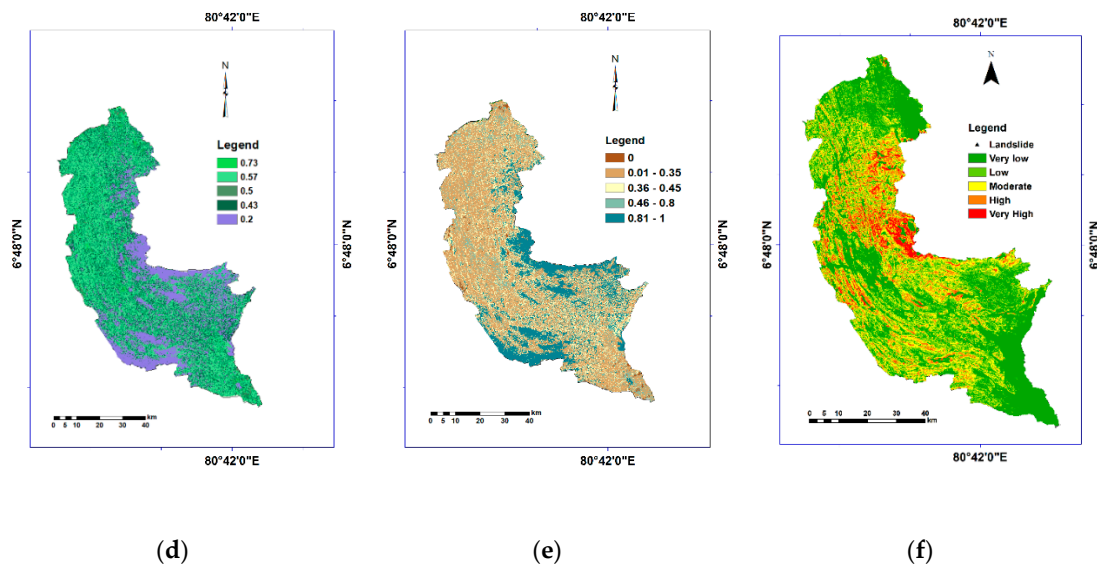 80°42'0"E
80°42'0"E
80°42'0"E
N
Legend
0.73
0.57
0.5
0.43
0.2
6°48'0"N
6°48'0"N
0 5 10 20 30 40 km
80°42'0"E
N
Legend
0
0.01 - 0.35
0.36 - 0.45
0.46 - 0.8
0.81 - 1
6°48'0"N
6°48'0"N
0 5 10 20 30 40 km
80°42'0"E
N
Legend
Landslide
Very low
Low
Moderate
High
Very High
6°48'0"N
6°48'0"N
0 5 10 20 30 40 km
80°42'0"E
(d)
(e)
(f)